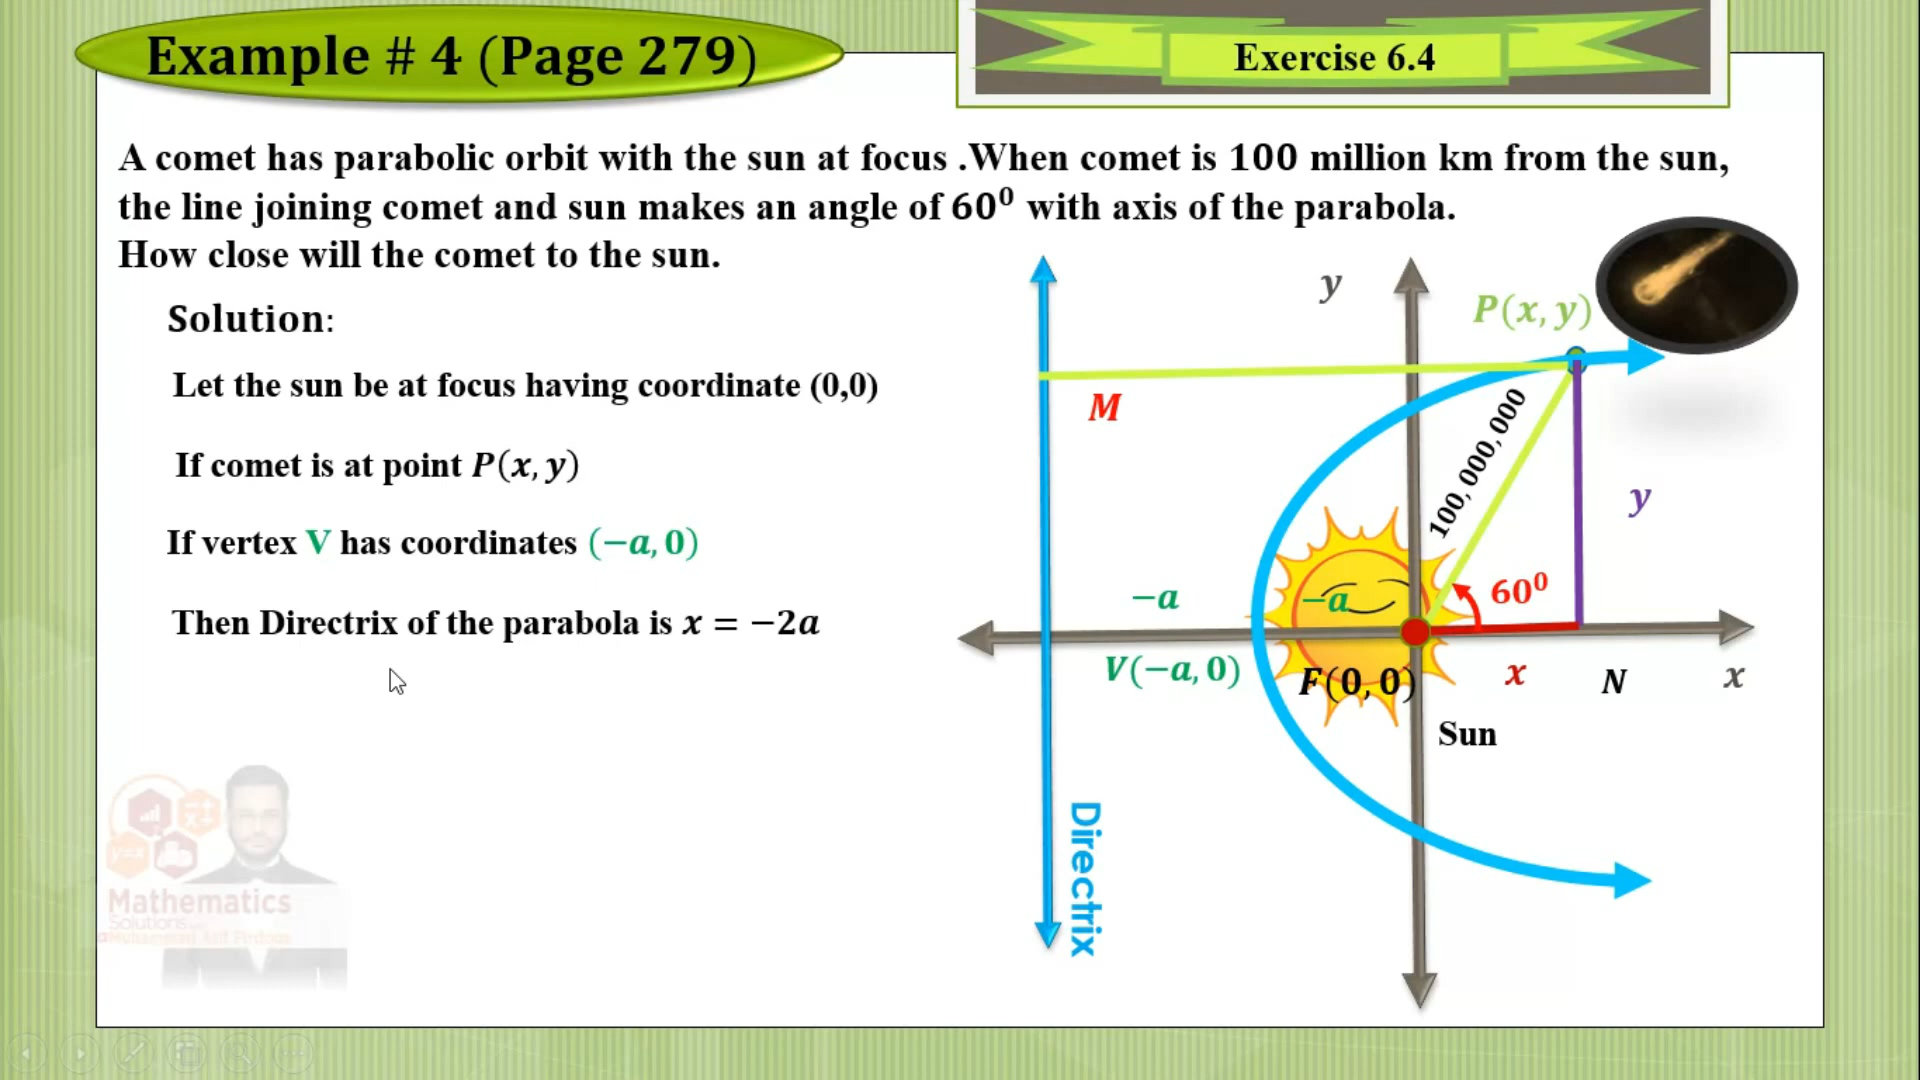 Example # 4 (Page 279)
Exercise 6.4
A comet has parabolic orbit with the sun at focus .When comet is 100 million km from the sun,
the line joining comet and sun makes an angle of 60⁰ with axis of the parabola.
How close will the comet to the sun.
Solution:
Let the sun be at focus having coordinate (0,0)
If comet is at point P(x, y)
If vertex V has coordinates (−a, 0)
Then Directrix of the parabola is x = −2a
y
P(x, y)
M
100,000,000
y
−a
−a
60⁰
V(−a, 0)
F(0, 0)
x
N
x
Sun
Directrix
y=x
Mathematics
Solutions
Muhammad Asif Firdous